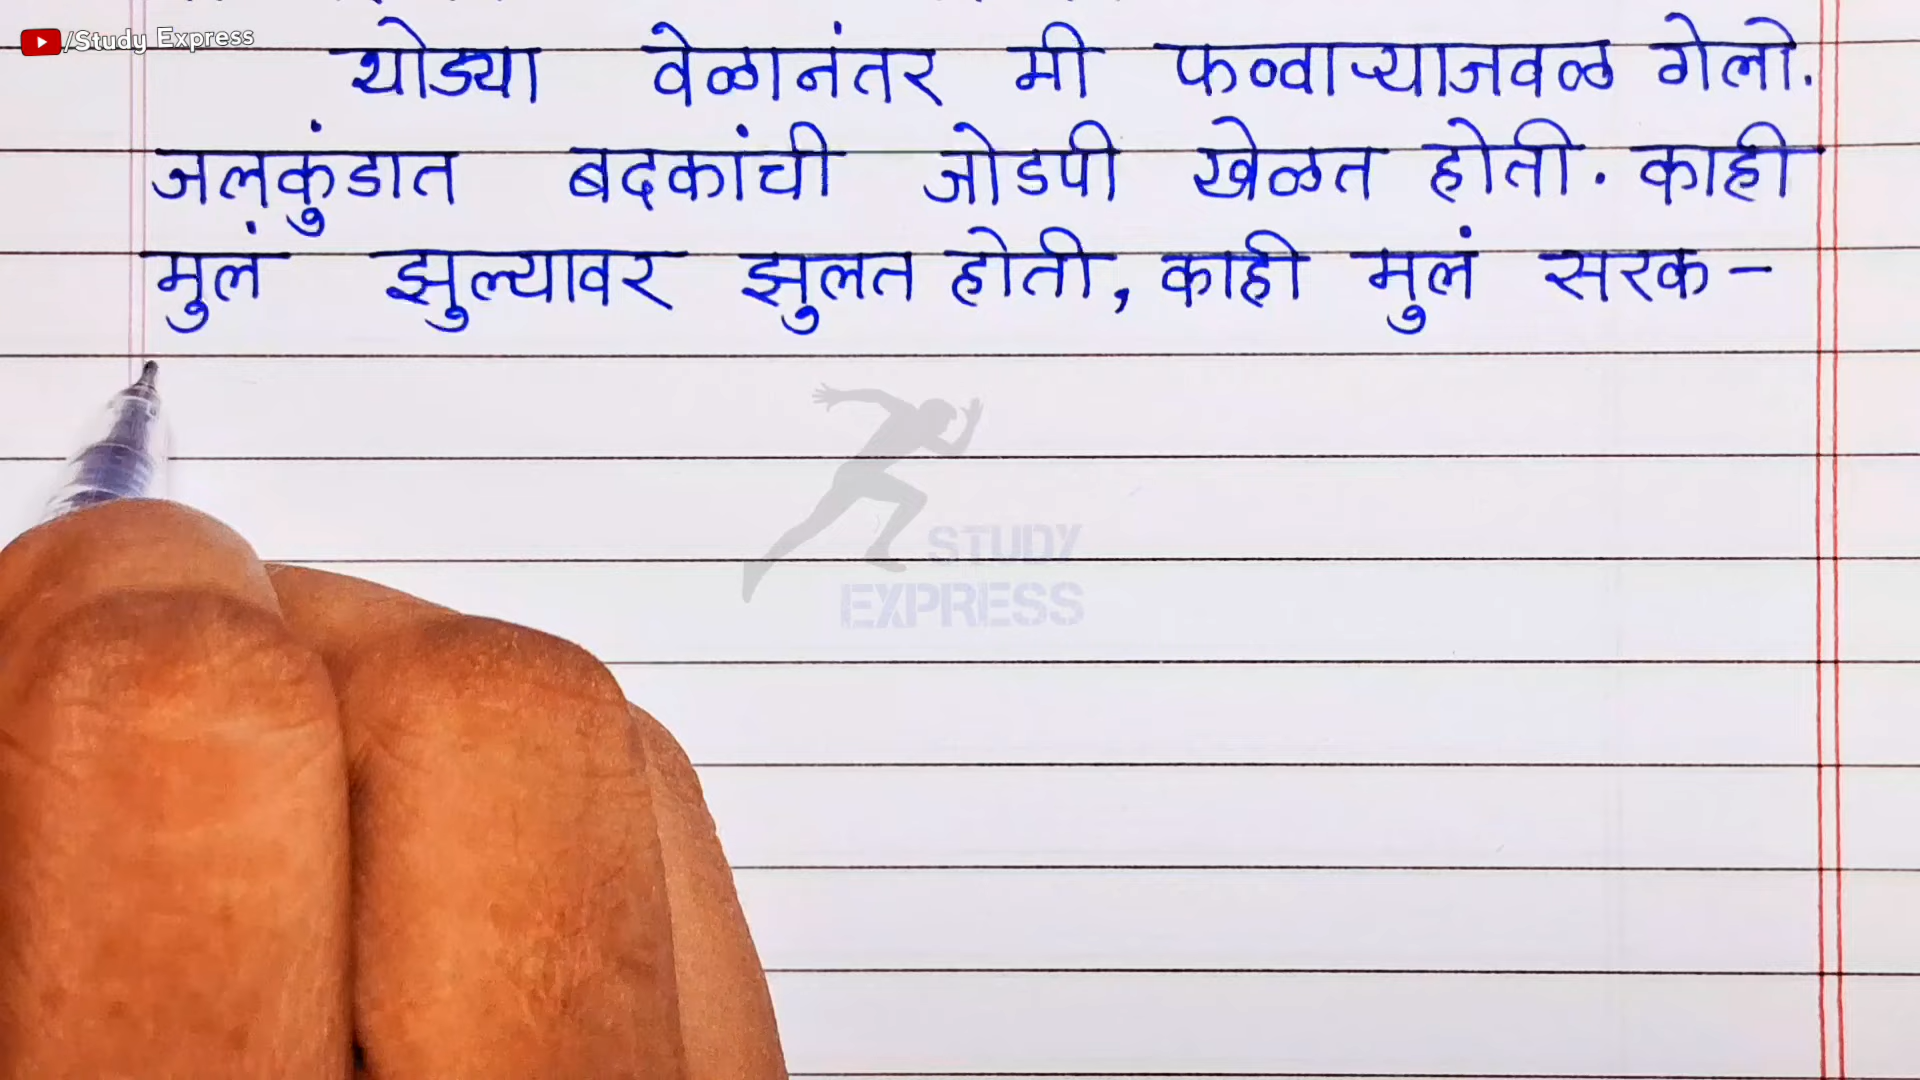 /Study Express
थोड्या वेळानंतर मी फव्वाऱ्याजवळ गेलो.
जलकुंडात बदकांची जोडपी खेळत होती. काही
मुलं झुल्यावर झुलत होती, काही मुलं सरक-
STUDY
EXPRESS